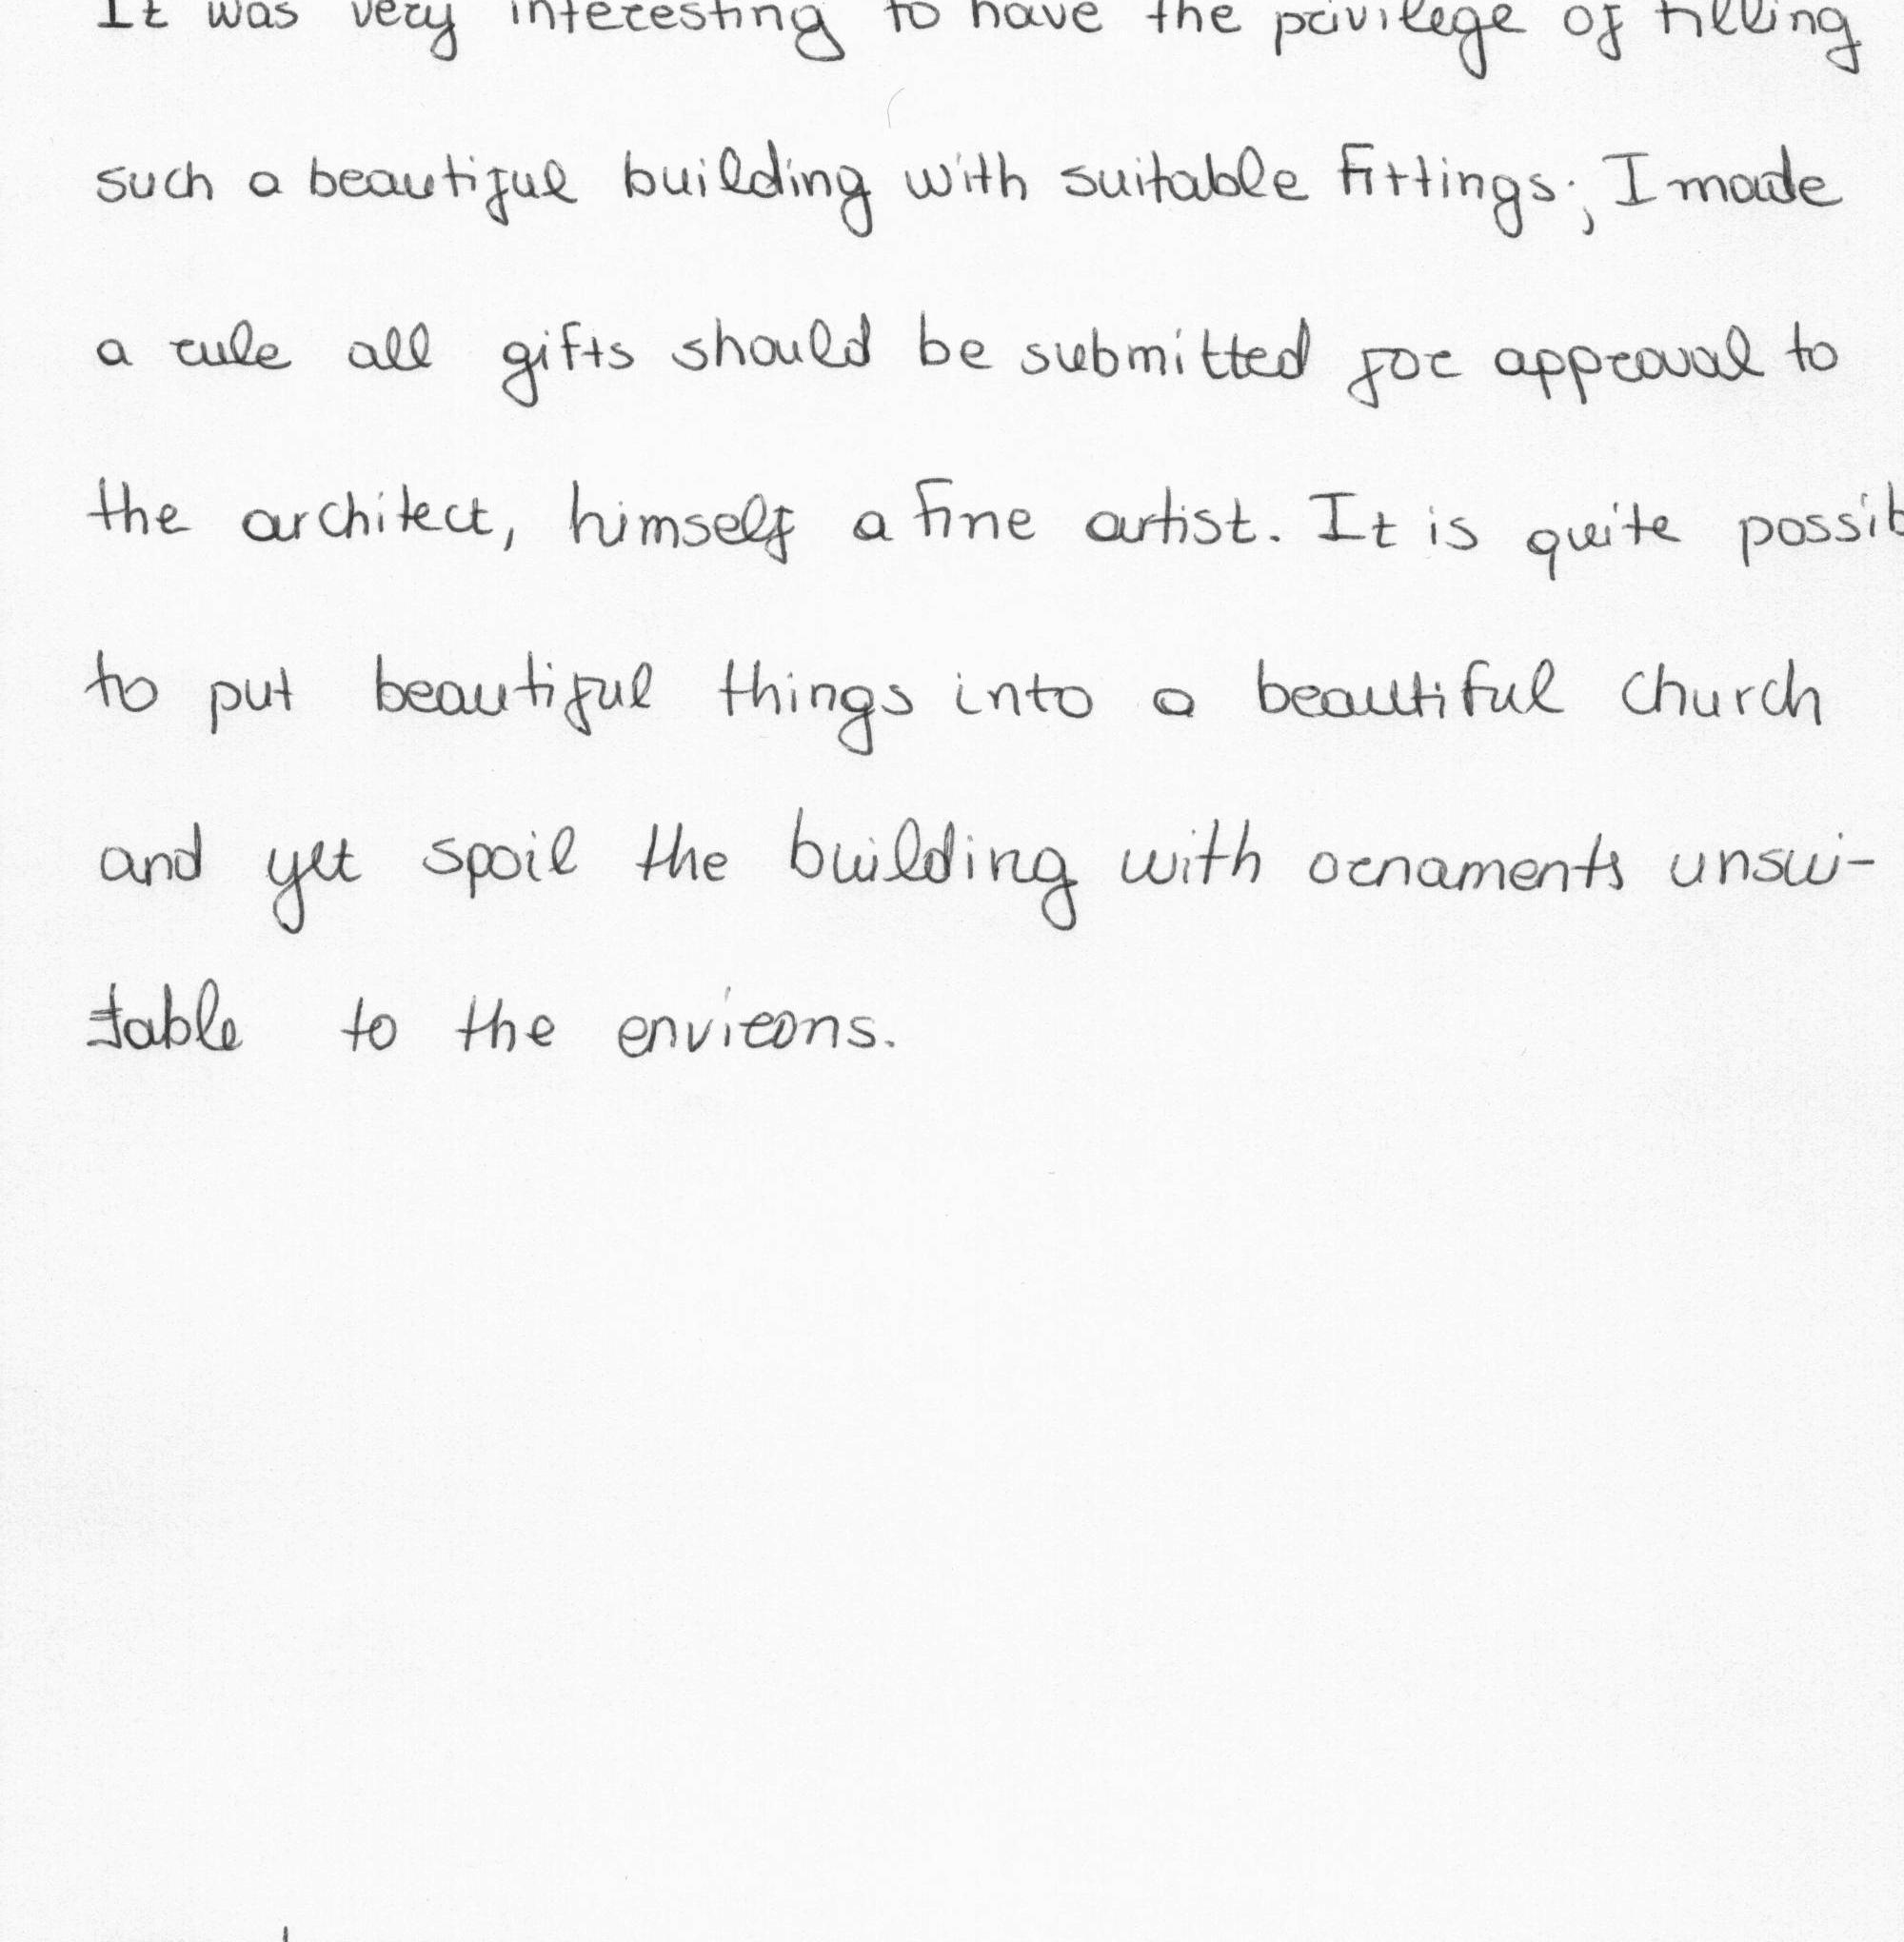 It was very interesting to have the privilege of filling
such a beautiful building with suitable fittings; I made
a rule all gifts should be submitted for approval to
the architect, himself a fine artist. It is quite possib
to put beautiful things into a beautiful church
and yet spoil the building with ornaments unsui-
table to the environs.